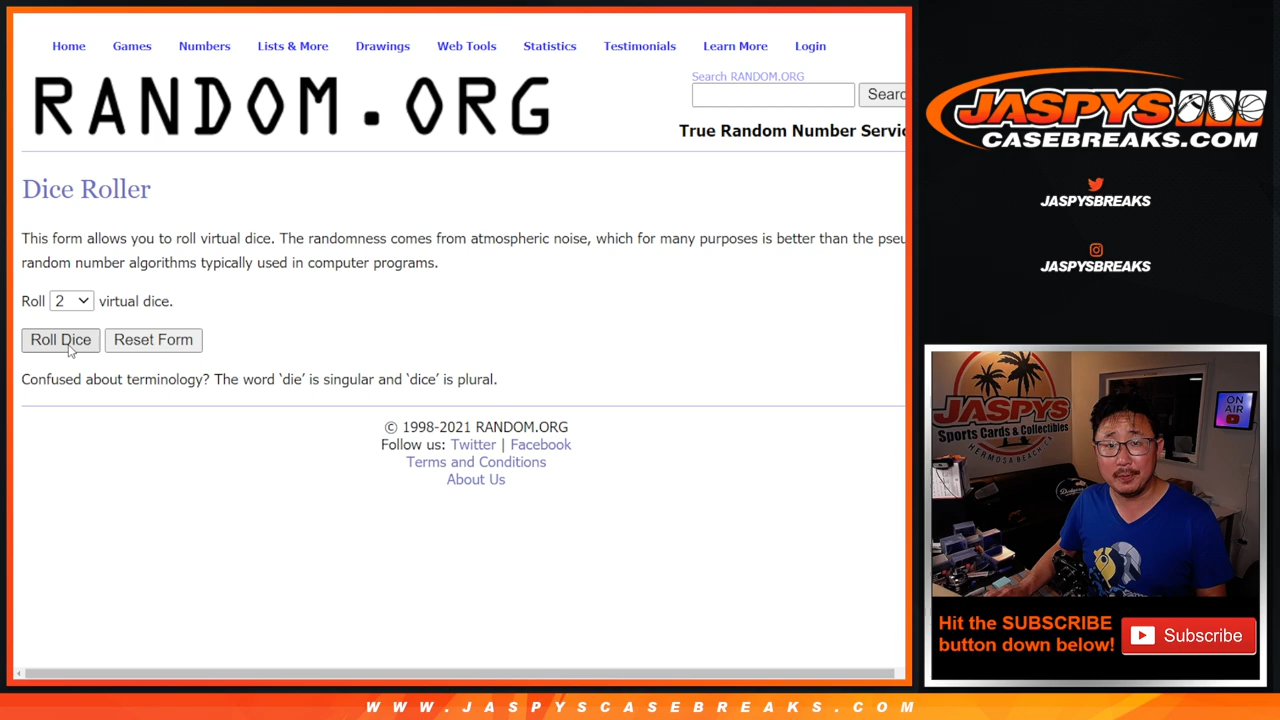 Home Games Numbers Lists & More Drawings Web Tools Statistics Testimonials Learn More Login
RANDOM.ORG
Search RANDOM.ORG
Searc
True Random Number Servic
Dice Roller
This form allows you to roll virtual dice. The randomness comes from atmospheric noise, which for many purposes is better than the pseu
random number algorithms typically used in computer programs.
Roll 2 virtual dice.
Roll Dice Reset Form
Confused about terminology? The word ‘die’ is singular and ‘dice’ is plural.
© 1998-2021 RANDOM.ORG
Follow us: Twitter | Facebook
Terms and Conditions
About Us
JASPYS
CASEBREAKS.COM
JASPYSBREAKS
JASPYSBREAKS
JASPYS
Sports Cards & Collectibles
HERMOSA BEACH, CA
ON
AIR
Dodgers
Hit the SUBSCRIBE
button down below!
Subscribe
WWW.JASPYSCASEBREAKS.COM